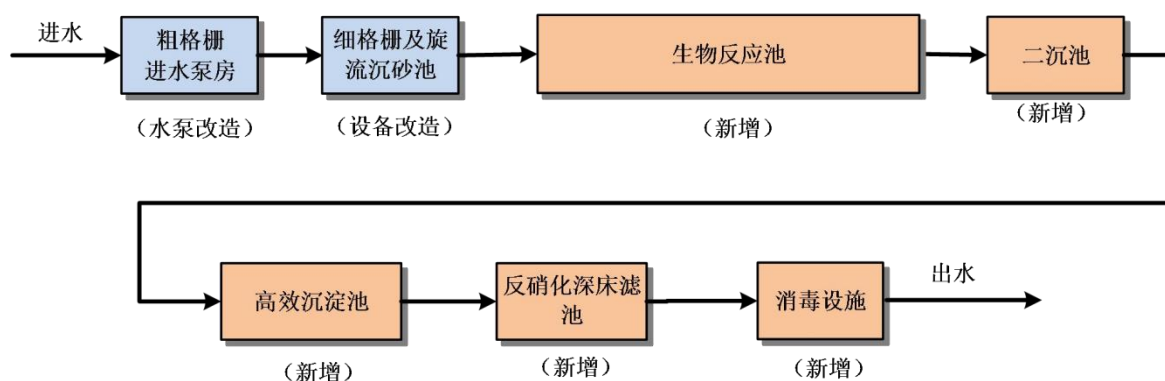 进水
粗格栅
进水泵房
(水泵改造)
细格栅及旋
流沉砂池
(设备改造)
生物反应池
(新增)
二沉池
(新增)
高效沉淀池
(新增)
反硝化深床滤
池
(新增)
消毒设施
(新增)
出水